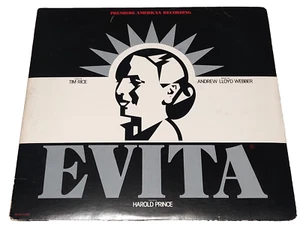 PREMIERE AMERICAN RECORDING
TIM RICE
ANDREW LLOYD WEBBER
EVITA
HAROLD PRINCE